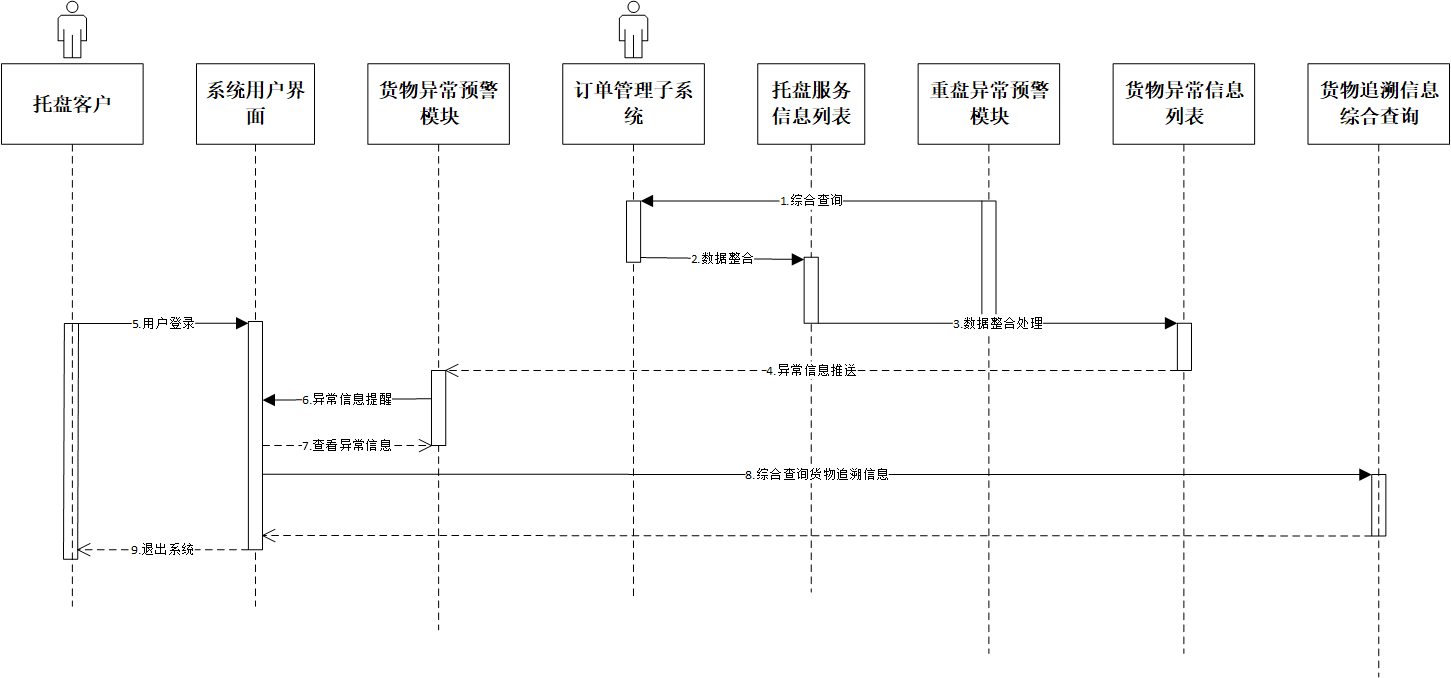 托盘客户
系统用户界
面
货物异常预警
模块
订单管理子系
统
托盘服务
信息列表
重盘异常预警
模块
货物异常信息
列表
货物追溯信息
综合查询
1.综合查询
2.数据整合
5.用户登录
3.数据整合处理
4.异常信息推送
6.异常信息提醒
7.查看异常信息
8.综合查询货物追溯信息
9.退出系统